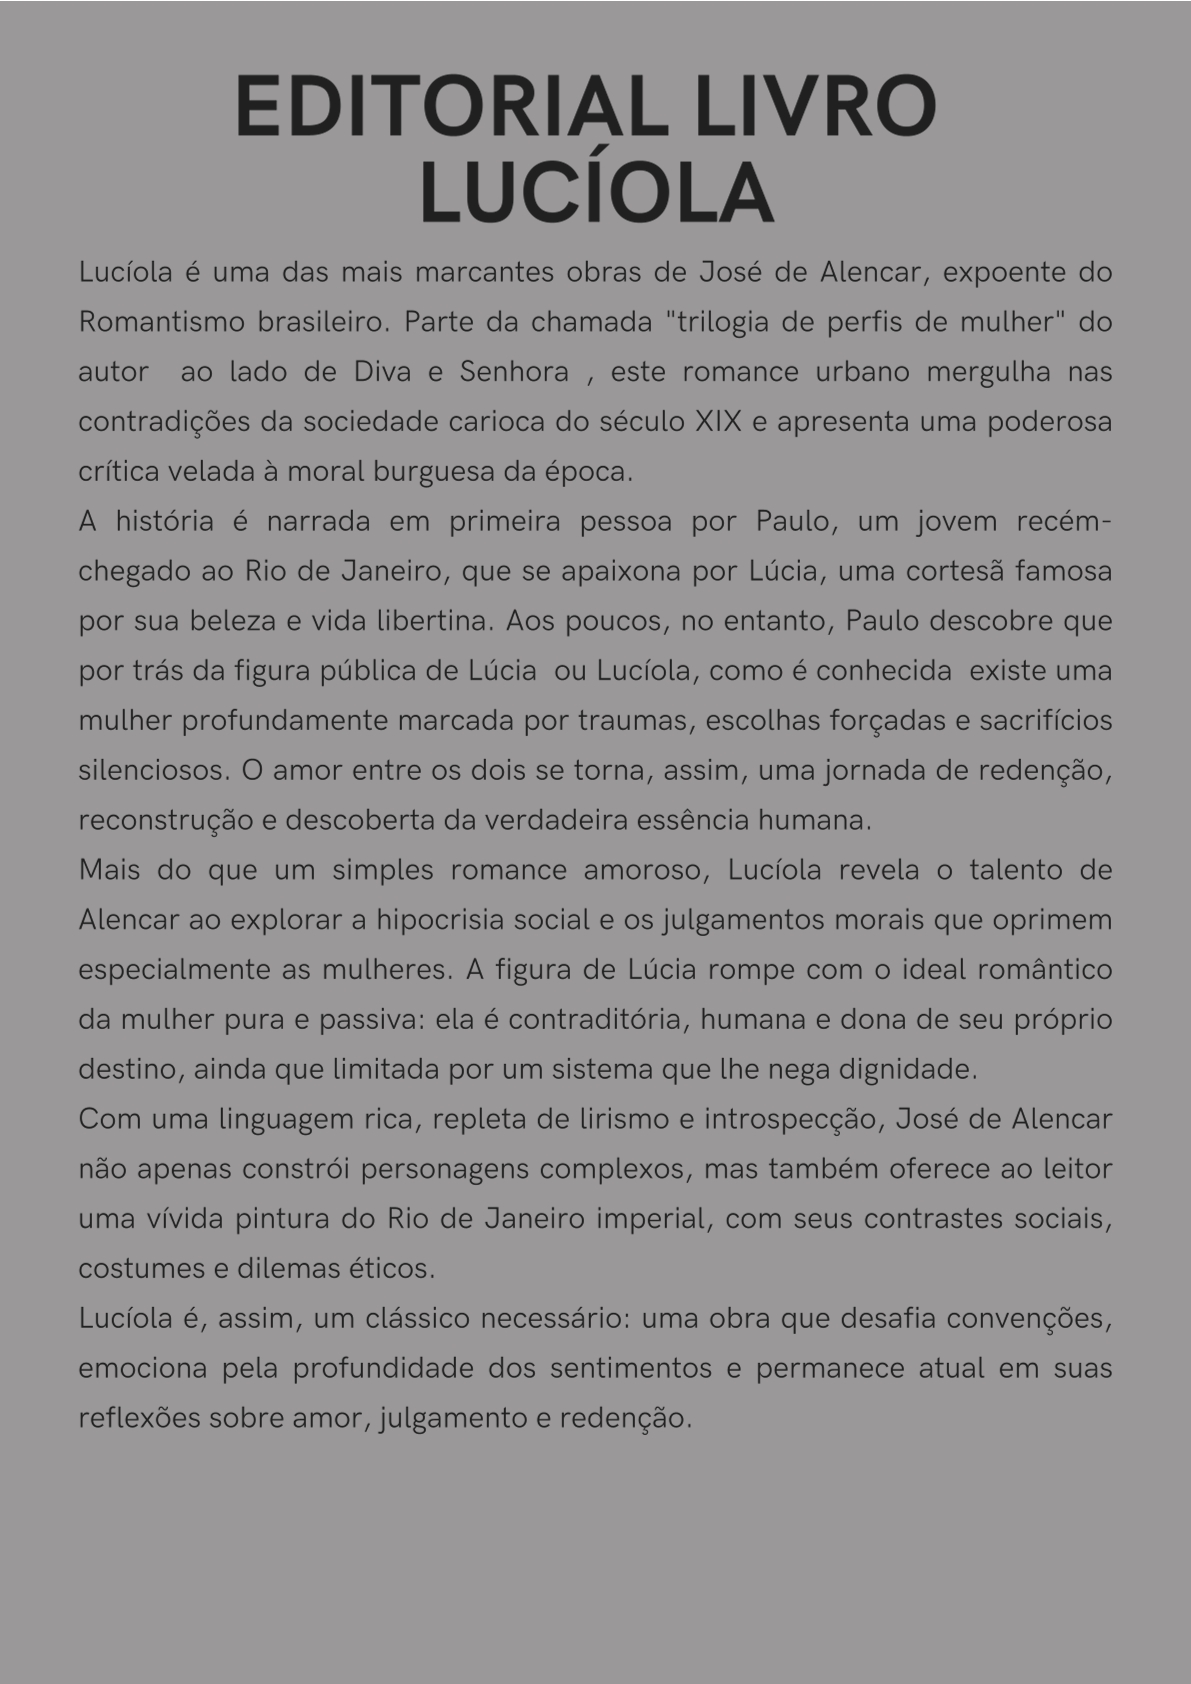 EDITORIAL LIVRO
LUCÍOLA
Lucíola é uma das mais marcantes obras de José de Alencar, expoente do
Romantismo brasileiro. Parte da chamada "trilogia de perfis de mulher" do
autor  ao lado de Diva e Senhora , este romance urbano mergulha nas
contradições da sociedade carioca do século XIX e apresenta uma poderosa
crítica velada à moral burguesa da época.
A história é narrada em primeira pessoa por Paulo, um jovem recém-
chegado ao Rio de Janeiro, que se apaixona por Lúcia, uma cortesã famosa
por sua beleza e vida libertina. Aos poucos, no entanto, Paulo descobre que
por trás da figura pública de Lúcia  ou Lucíola, como é conhecida  existe uma
mulher profundamente marcada por traumas, escolhas forçadas e sacrifícios
silenciosos. O amor entre os dois se torna, assim, uma jornada de redenção,
reconstrução e descoberta da verdadeira essência humana.
Mais do que um simples romance amoroso, Lucíola revela o talento de
Alencar ao explorar a hipocrisia social e os julgamentos morais que oprimem
especialmente as mulheres. A figura de Lúcia rompe com o ideal romântico
da mulher pura e passiva: ela é contraditória, humana e dona de seu próprio
destino, ainda que limitada por um sistema que lhe nega dignidade.
Com uma linguagem rica, repleta de lirismo e introspecção, José de Alencar
não apenas constrói personagens complexos, mas também oferece ao leitor
uma vívida pintura do Rio de Janeiro imperial, com seus contrastes sociais,
costumes e dilemas éticos.
Lucíola é, assim, um clássico necessário: uma obra que desafia convenções,
emociona pela profundidade dos sentimentos e permanece atual em suas
reflexões sobre amor, julgamento e redenção.